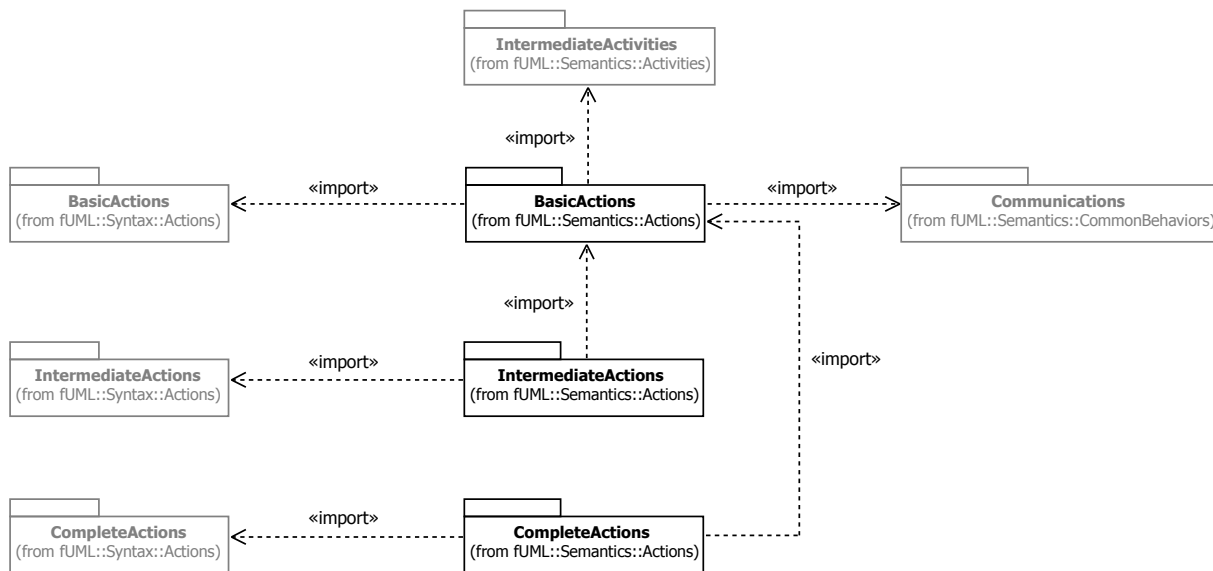 IntermediateActivities
(from fUML::Semantics::Activities)
«import»
BasicActions
(from fUML::Syntax::Actions)
«import»
BasicActions
(from fUML::Semantics::Actions)
«import»
Communications
(from fUML::Semantics::CommonBehaviors)
«import»
IntermediateActions
(from fUML::Syntax::Actions)
«import»
IntermediateActions
(from fUML::Semantics::Actions)
«import»
CompleteActions
(from fUML::Syntax::Actions)
«import»
CompleteActions
(from fUML::Semantics::Actions)